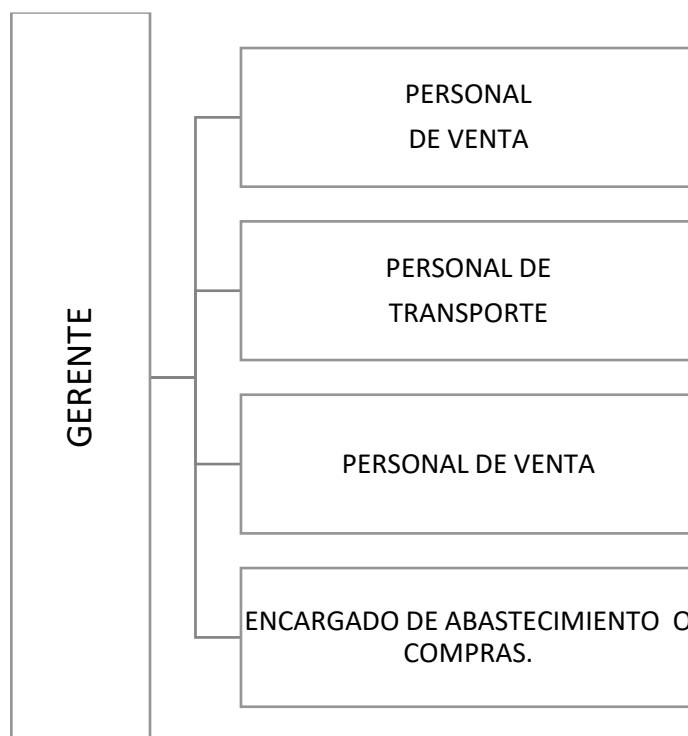 GERENTE
PERSONAL
DE VENTA
PERSONAL DE
TRANSPORTE
PERSONAL DE VENTA
ENCARGADO DE ABASTECIMIENTO O
COMPRAS.